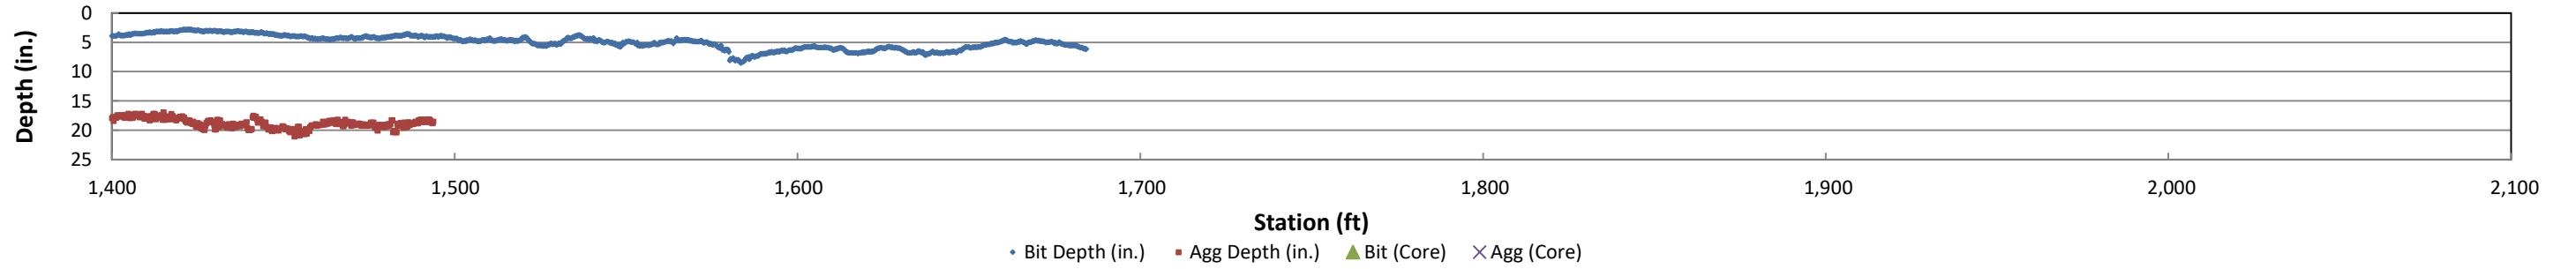 0
5
10
15
20
25
Depth (in.)
1,400 1,500 1,600 1,700 1,800 1,900 2,000 2,100
Station (ft)
Bit Depth (in.) Agg Depth (in.) Bit (Core) Agg (Core)